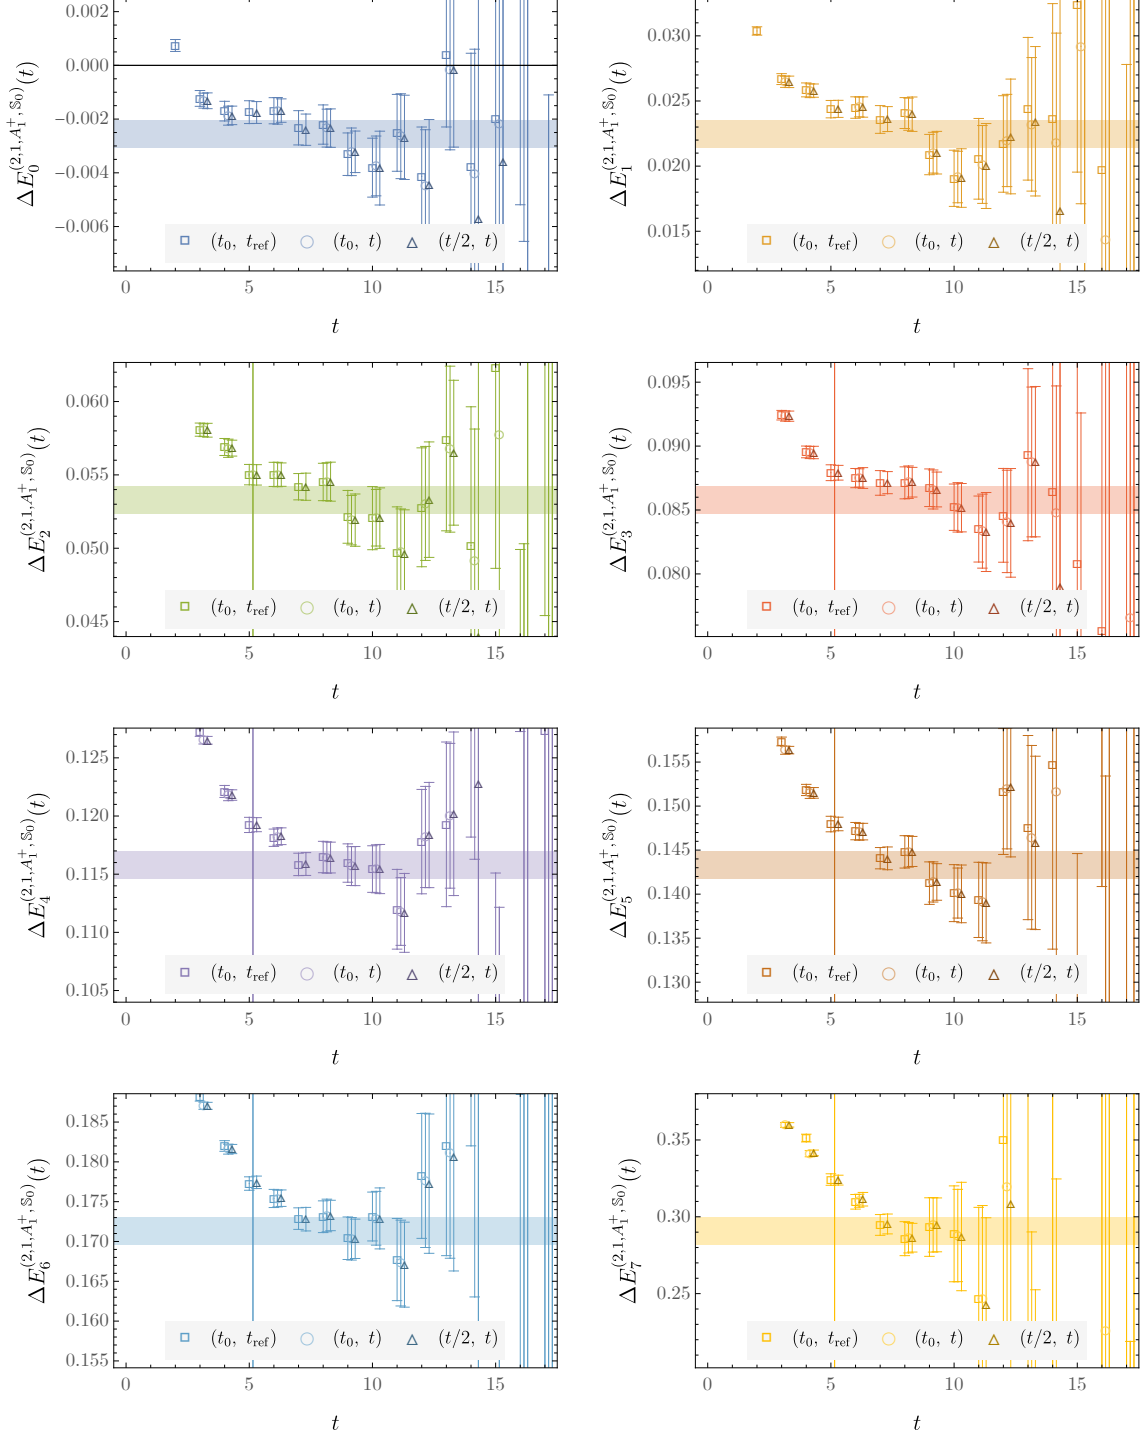 0.002
0.000
−0.002
−0.004
−0.006
ΔE_0^{(2,1,A_1^+,𝕊_0)}(t)
(t_0, t_ref) (t_0, t) (t/2, t)
0 5 10 15
t
0.030
0.025
0.020
0.015
ΔE_1^{(2,1,A_1^+,𝕊_0)}(t)
(t_0, t_ref) (t_0, t) (t/2, t)
0 5 10 15
t
0.060
0.055
0.050
0.045
ΔE_2^{(2,1,A_1^+,𝕊_0)}(t)
(t_0, t_ref) (t_0, t) (t/2, t)
0 5 10 15
t
0.095
0.090
0.085
0.080
ΔE_3^{(2,1,A_1^+,𝕊_0)}(t)
(t_0, t_ref) (t_0, t) (t/2, t)
0 5 10 15
t
0.125
0.120
0.115
0.110
0.105
ΔE_4^{(2,1,A_1^+,𝕊_0)}(t)
(t_0, t_ref) (t_0, t) (t/2, t)
0 5 10 15
t
0.155
0.150
0.145
0.140
0.135
0.130
ΔE_5^{(2,1,A_1^+,𝕊_0)}(t)
(t_0, t_ref) (t_0, t) (t/2, t)
0 5 10 15
t
0.185
0.180
0.175
0.170
0.165
0.160
0.155
ΔE_6^{(2,1,A_1^+,𝕊_0)}(t)
(t_0, t_ref) (t_0, t) (t/2, t)
0 5 10 15
t
0.35
0.30
0.25
ΔE_7^{(2,1,A_1^+,𝕊_0)}(t)
(t_0, t_ref) (t_0, t) (t/2, t)
0 5 10 15
t